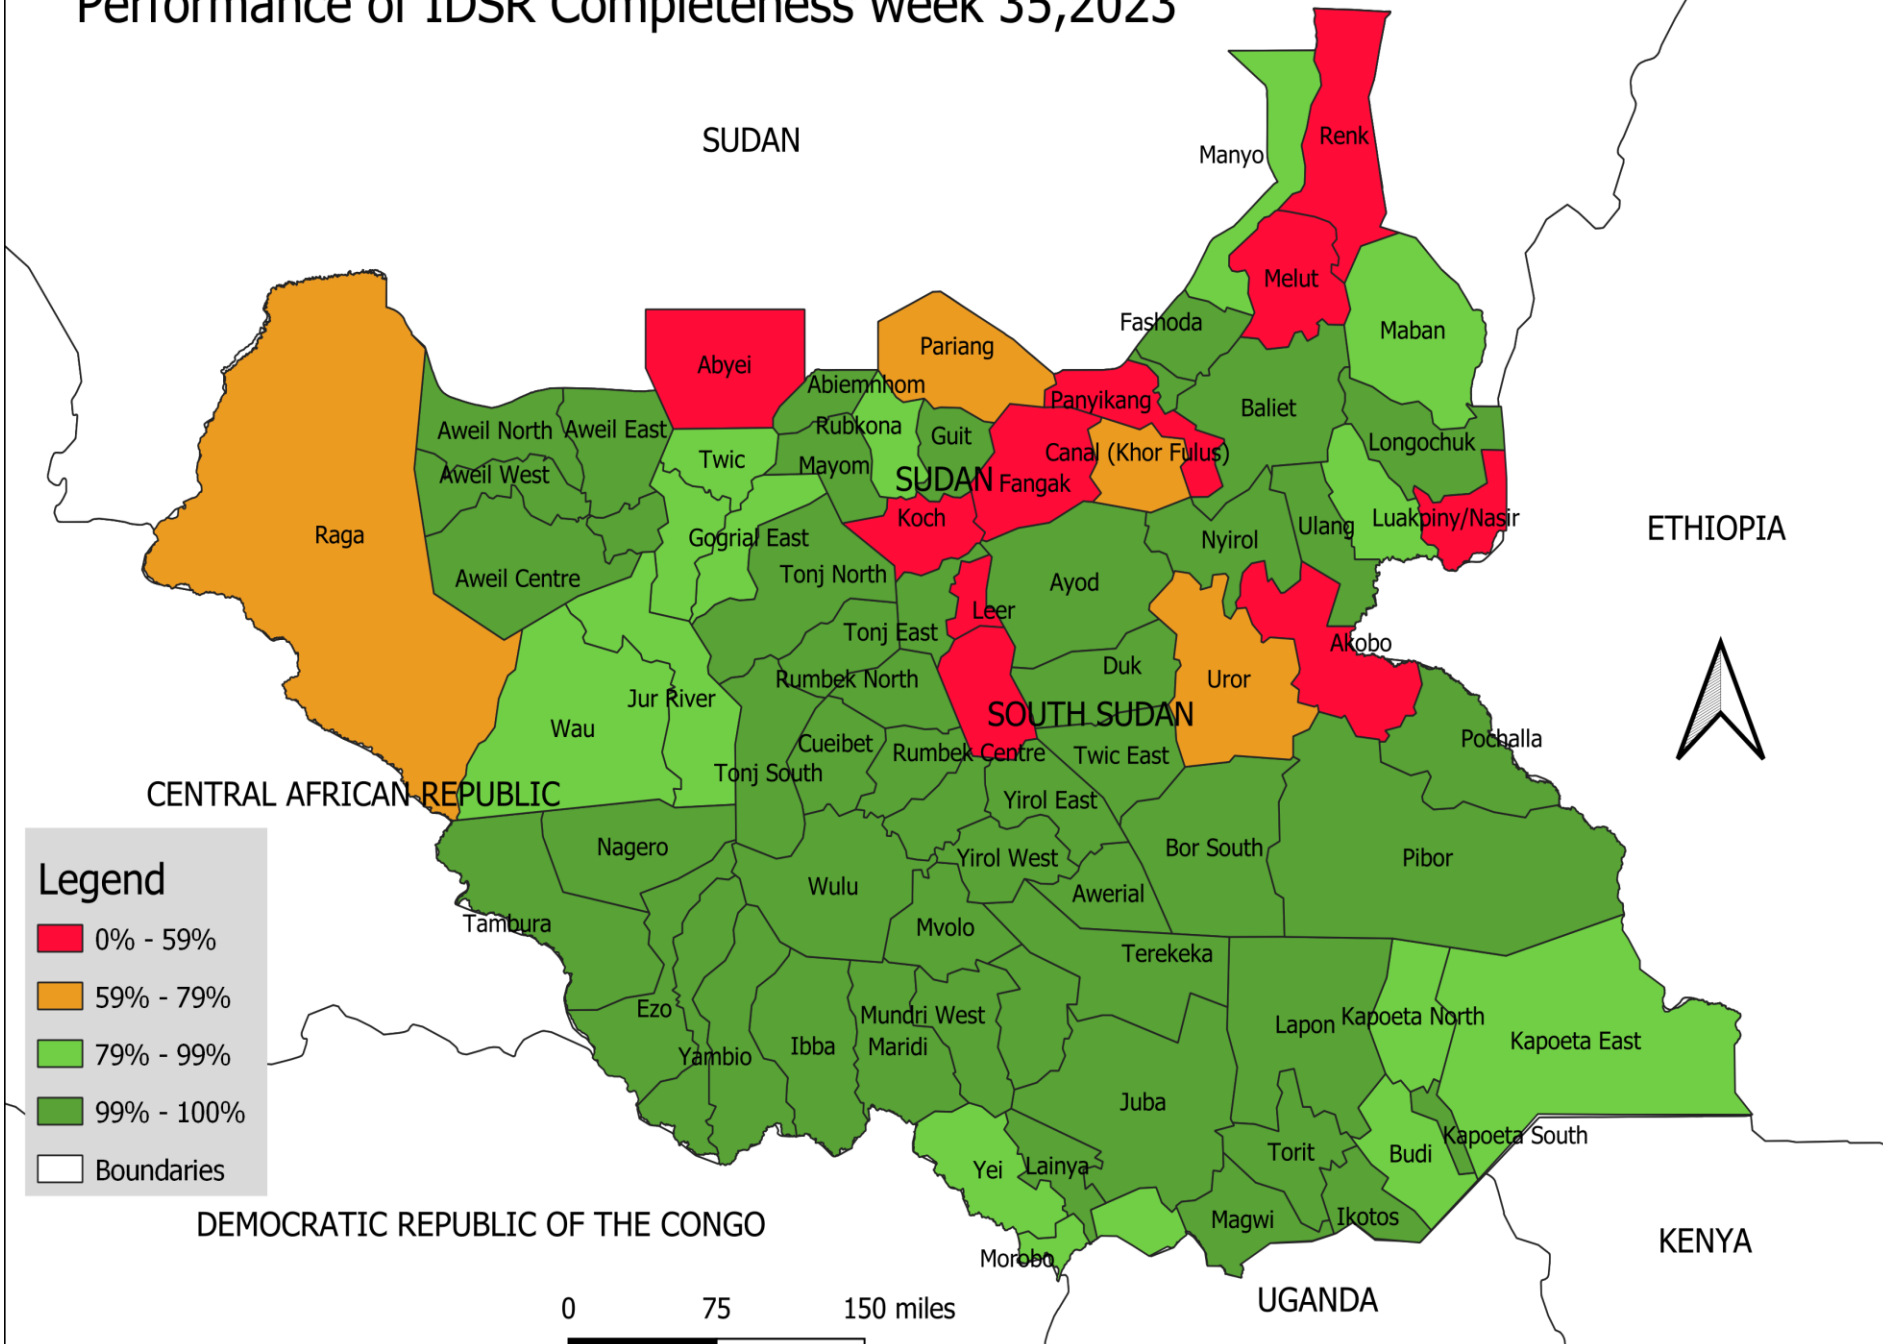 Performance of IDSR Completeness week 35,2023
SUDAN
Manyo
Renk
Melut
Fashoda
Maban
Pariang
Abyei
Abiemnhom
Panyikang
Baliet
Rubkona
Guit
Aweil North
Aweil East
Longochuk
Twic
Mayom
Canal (Khor Fulus)
Aweil West
SUDAN
Fangak
Koch
Luakpiny/Nasir
Ulang
ETHIOPIA
Raga
Gogrial East
Nyirol
Aweil Centre
Tonj North
Ayod
Leer
Tonj East
Akobo
Duk
Rumbek North
Uror
Jur River
SOUTH SUDAN
Wau
Cueibet
Rumbek Centre
Twic East
Pochalla
Tonj South
CENTRAL AFRICAN REPUBLIC
Yirol East
Nagero
Yirol West
Bor South
Pibor
Wulu
Awerial
Tambura
Mvolo
Terekeka
Ezo
Mundri West
Lapon
Kapoeta North
Kapoeta East
Yambio
Ibba
Maridi
Juba
Kapoeta South
Torit
Budi
Yei
Lainya
Magwi
Ikotos
Morobo
Legend
0% - 59%
59% - 79%
79% - 99%
99% - 100%
Boundaries
DEMOCRATIC REPUBLIC OF THE CONGO
KENYA
UGANDA
0 75 150 miles